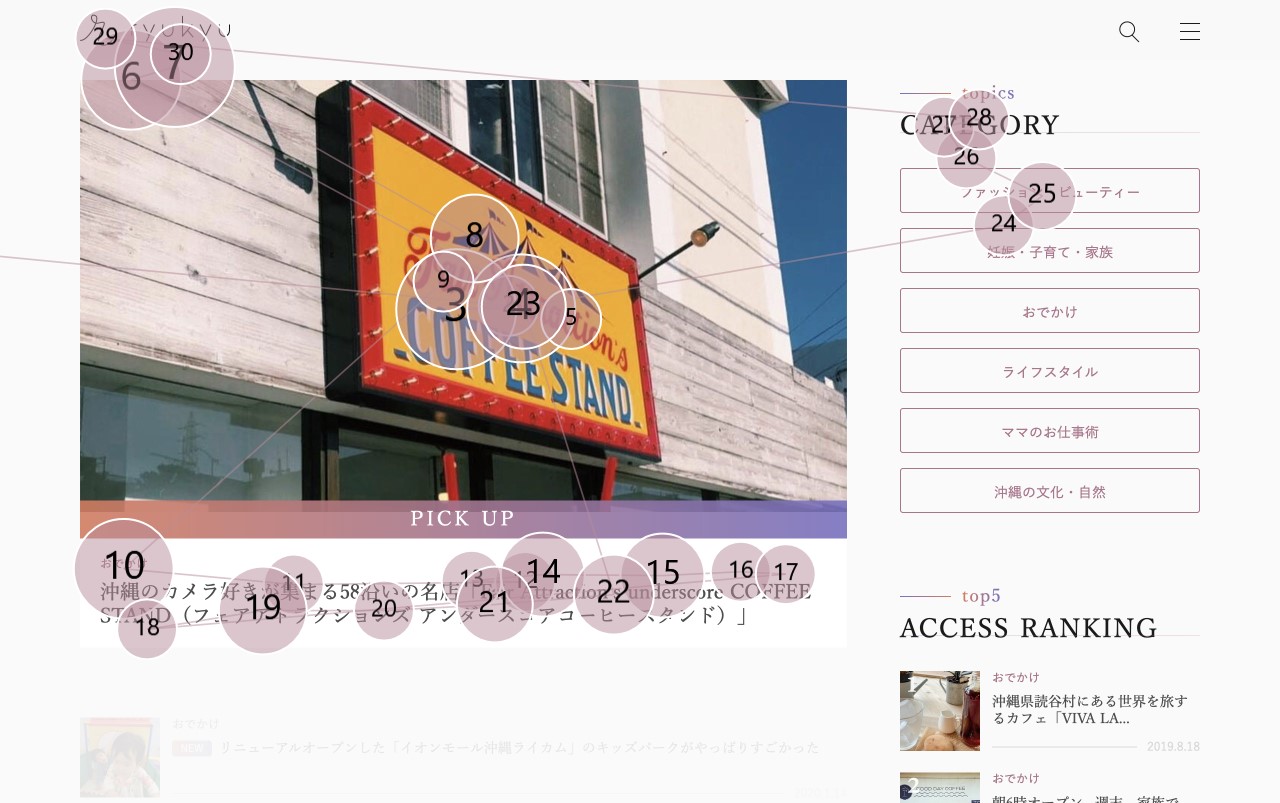 ryukyu
29
30
6
7
8
9
3
4
23
5
COFFEE STAND
PICK UP
おでかけ
沖縄のカメラ好きが集まる58沿いの名店「Fair Attraction's underscore COFFEE
STAND（フェアアトラクションズ アンダースコアコーヒースタンド）」
10
11
13
12
14
15
16
17
18
19
20
21
22
おでかけ
NEW リニューアルオープンした「イオンモール沖縄ライカム」のキッズパークがやっぱりすごかった
topics
CATEGORY
28
26
25
24
ファッション・ビューティー
妊娠・子育て・家族
おでかけ
ライフスタイル
ママのお仕事術
沖縄の文化・自然
top5
ACCESS RANKING
おでかけ
沖縄県読谷村にある世界を旅す
るカフェ「VIVA LA...
2019.8.18
2
おでかけ
朝6時オープン。週末、家族で